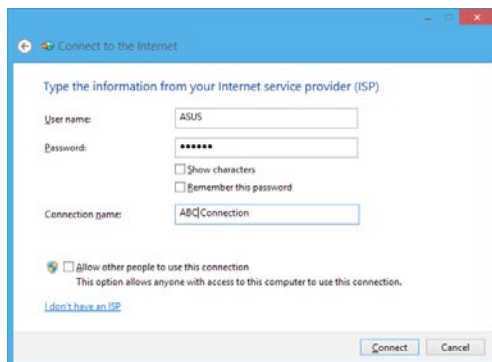 Connect to the Internet
Type the information from your Internet service provider (ISP)
User name: ASUS
Password: ••••••
Show characters
Remember this password
Connection name: ABC Connection
Allow other people to use this connection
This option allows anyone with access to this computer to use this connection.
I don't have an ISP
Connect Cancel